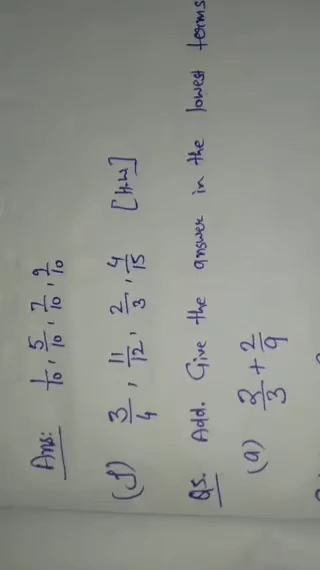 Ans: 1/10, 5/10, 7/10, 9/10
(f) 3/4, 11/12, 2/3, 4/15 [H.W]
Q5. Add. Give the answer in the lowest terms
(a) 2/3 + 2/9